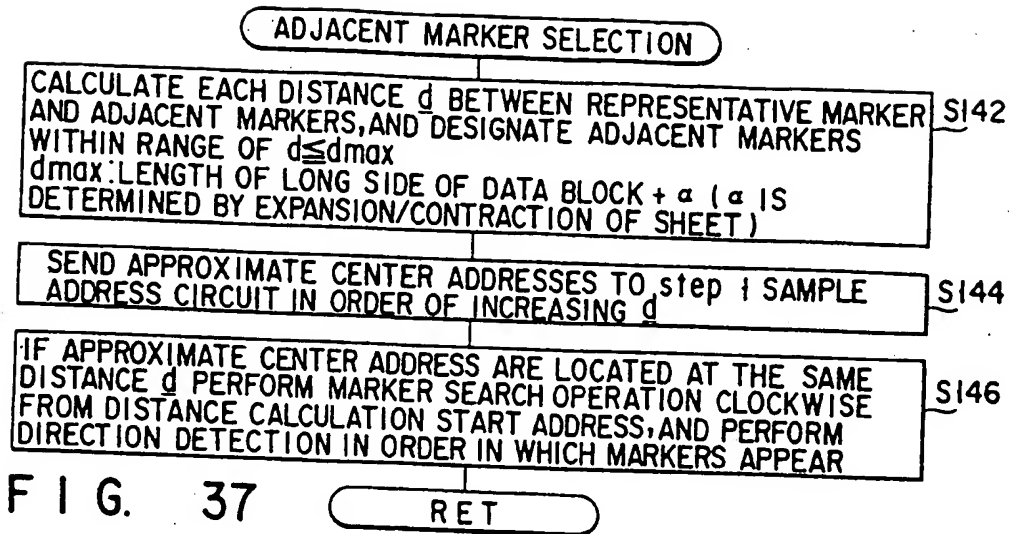 ADJACENT MARKER SELECTION
CALCULATE EACH DISTANCE d BETWEEN REPRESENTATIVE MARKER
AND ADJACENT MARKERS, AND DESIGNATE ADJACENT MARKERS
WITHIN RANGE OF d≦dmax
dmax: LENGTH OF LONG SIDE OF DATA BLOCK + α ( α IS
DETERMINED BY EXPANSION/CONTRACTION OF SHEET )
S142
SEND APPROXIMATE CENTER ADDRESSES TO step 1 SAMPLE
ADDRESS CIRCUIT IN ORDER OF INCREASING d
S144
IF APPROXIMATE CENTER ADDRESS ARE LOCATED AT THE SAME
DISTANCE d PERFORM MARKER SEARCH OPERATION CLOCKWISE
FROM DISTANCE CALCULATION START ADDRESS, AND PERFORM
DIRECTION DETECTION IN ORDER IN WHICH MARKERS APPEAR
S146
RET
FIG. 37